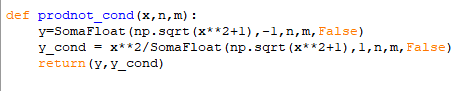 def prodnot_cond(x,n,m):
    y=SomaFloat(np.sqrt(x**2+1),-1,n,m,False)
    y_cond = x**2/SomaFloat(np.sqrt(x**2+1),1,n,m,False)
    return(y,y_cond)